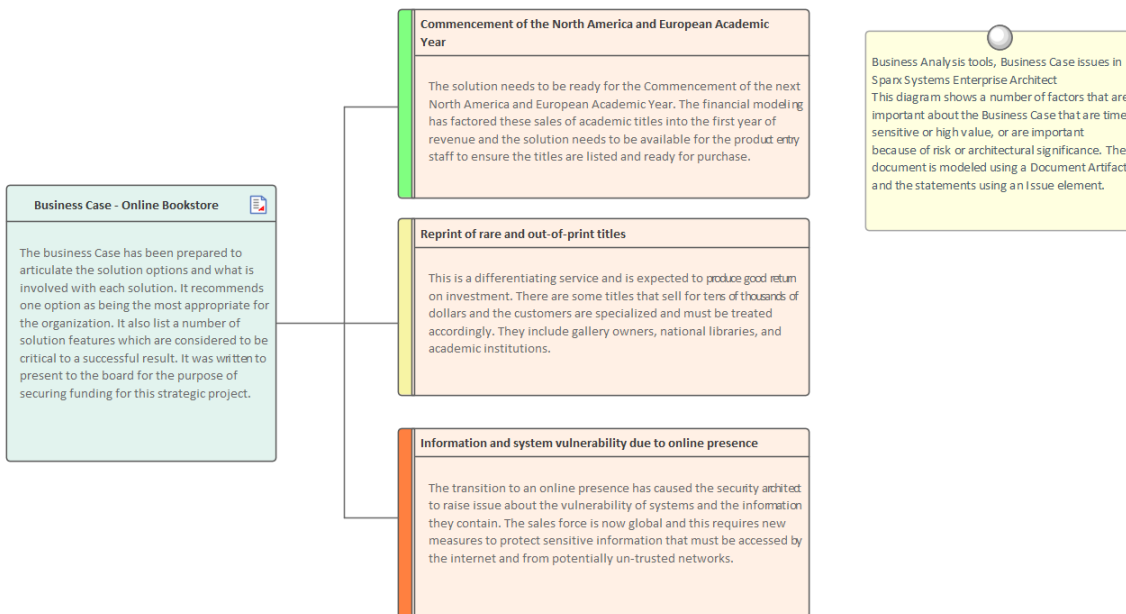 Business Case - Online Bookstore
The business Case has been prepared to
articulate the solution options and what is
involved with each solution. It recommends
one option as being the most appropriate for
the organization. It also list a number of
solution features which are considered to be
critical to a successful result. It was written to
present to the board for the purpose of
securing funding for this strategic project.
Commencement of the North America and European Academic
Year
The solution needs to be ready for the Commencement of the next
North America and European Academic Year. The financial modeling
has factored these sales of academic titles into the first year of
revenue and the solution needs to be available for the product entry
staff to ensure the titles are listed and ready for purchase.
Reprint of rare and out-of-print titles
This is a differentiating service and is expected to produce good return
on investment. There are some titles that sell for tens of thousands of
dollars and the customers are specialized and must be treated
accordingly. They include gallery owners, national libraries, and
academic institutions.
Information and system vulnerability due to online presence
The transition to an online presence has caused the security architect
to raise issue about the vulnerability of systems and the information
they contain. The sales force is now global and this requires new
measures to protect sensitive information that must be accessed by
the internet and from potentially un-trusted networks.
Business Analysis tools, Business Case issues in
Sparx Systems Enterprise Architect
This diagram shows a number of factors that are
important about the Business Case that are time
sensitive or high value, or are important
because of risk or architectural significance. The
document is modeled using a Document Artifact
and the statements using an Issue element.